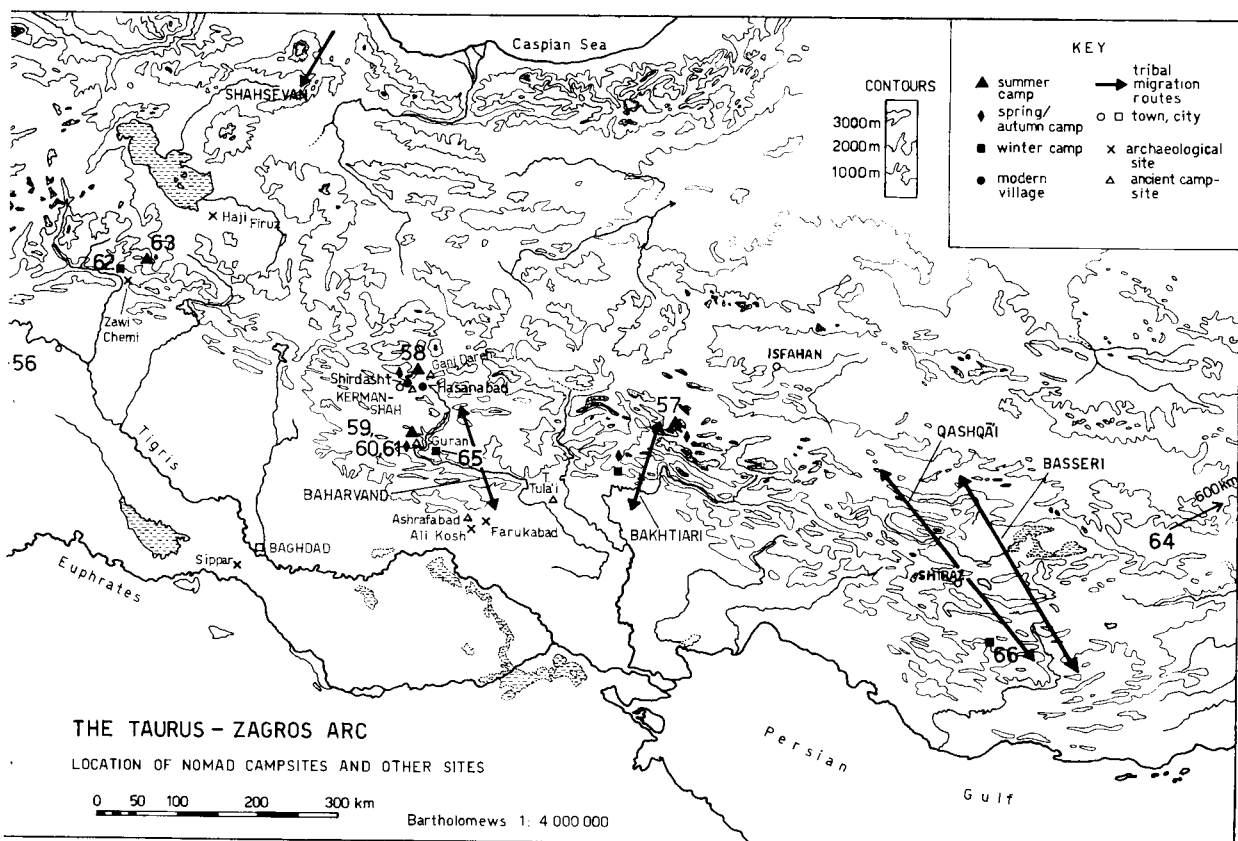 Caspian Sea
SHAHSEVAN
CONTOURS
3000m
2000m
1000m
KEY
summer
camp
spring/
autumn camp
winter camp
modern
village
tribal
migration
routes
town, city
archaeological
site
ancient camp-
site
Haji Firuz
63
62
Zawi
Chemi
56
58
Ganj Dareh
Shirdasht
Hasanabad
KERMAN-
SHAH
59,
60,61
Guran
65
57
ISFAHAN
QASHQĀI
BASSERI
600km
64
Tigris
BAHARVAND
T.
Tula'i
Ashrafabad
Ali Kosh
Farukabad
BAKHTIARI
BAGHDAD
Sippar
Euphrates
SHIRAZ
66
THE TAURUS – ZAGROS ARC
LOCATION OF NOMAD CAMPSITES AND OTHER SITES
0 50 100 200 300 km
Bartholomews 1: 4 000 000
Persian
Gulf